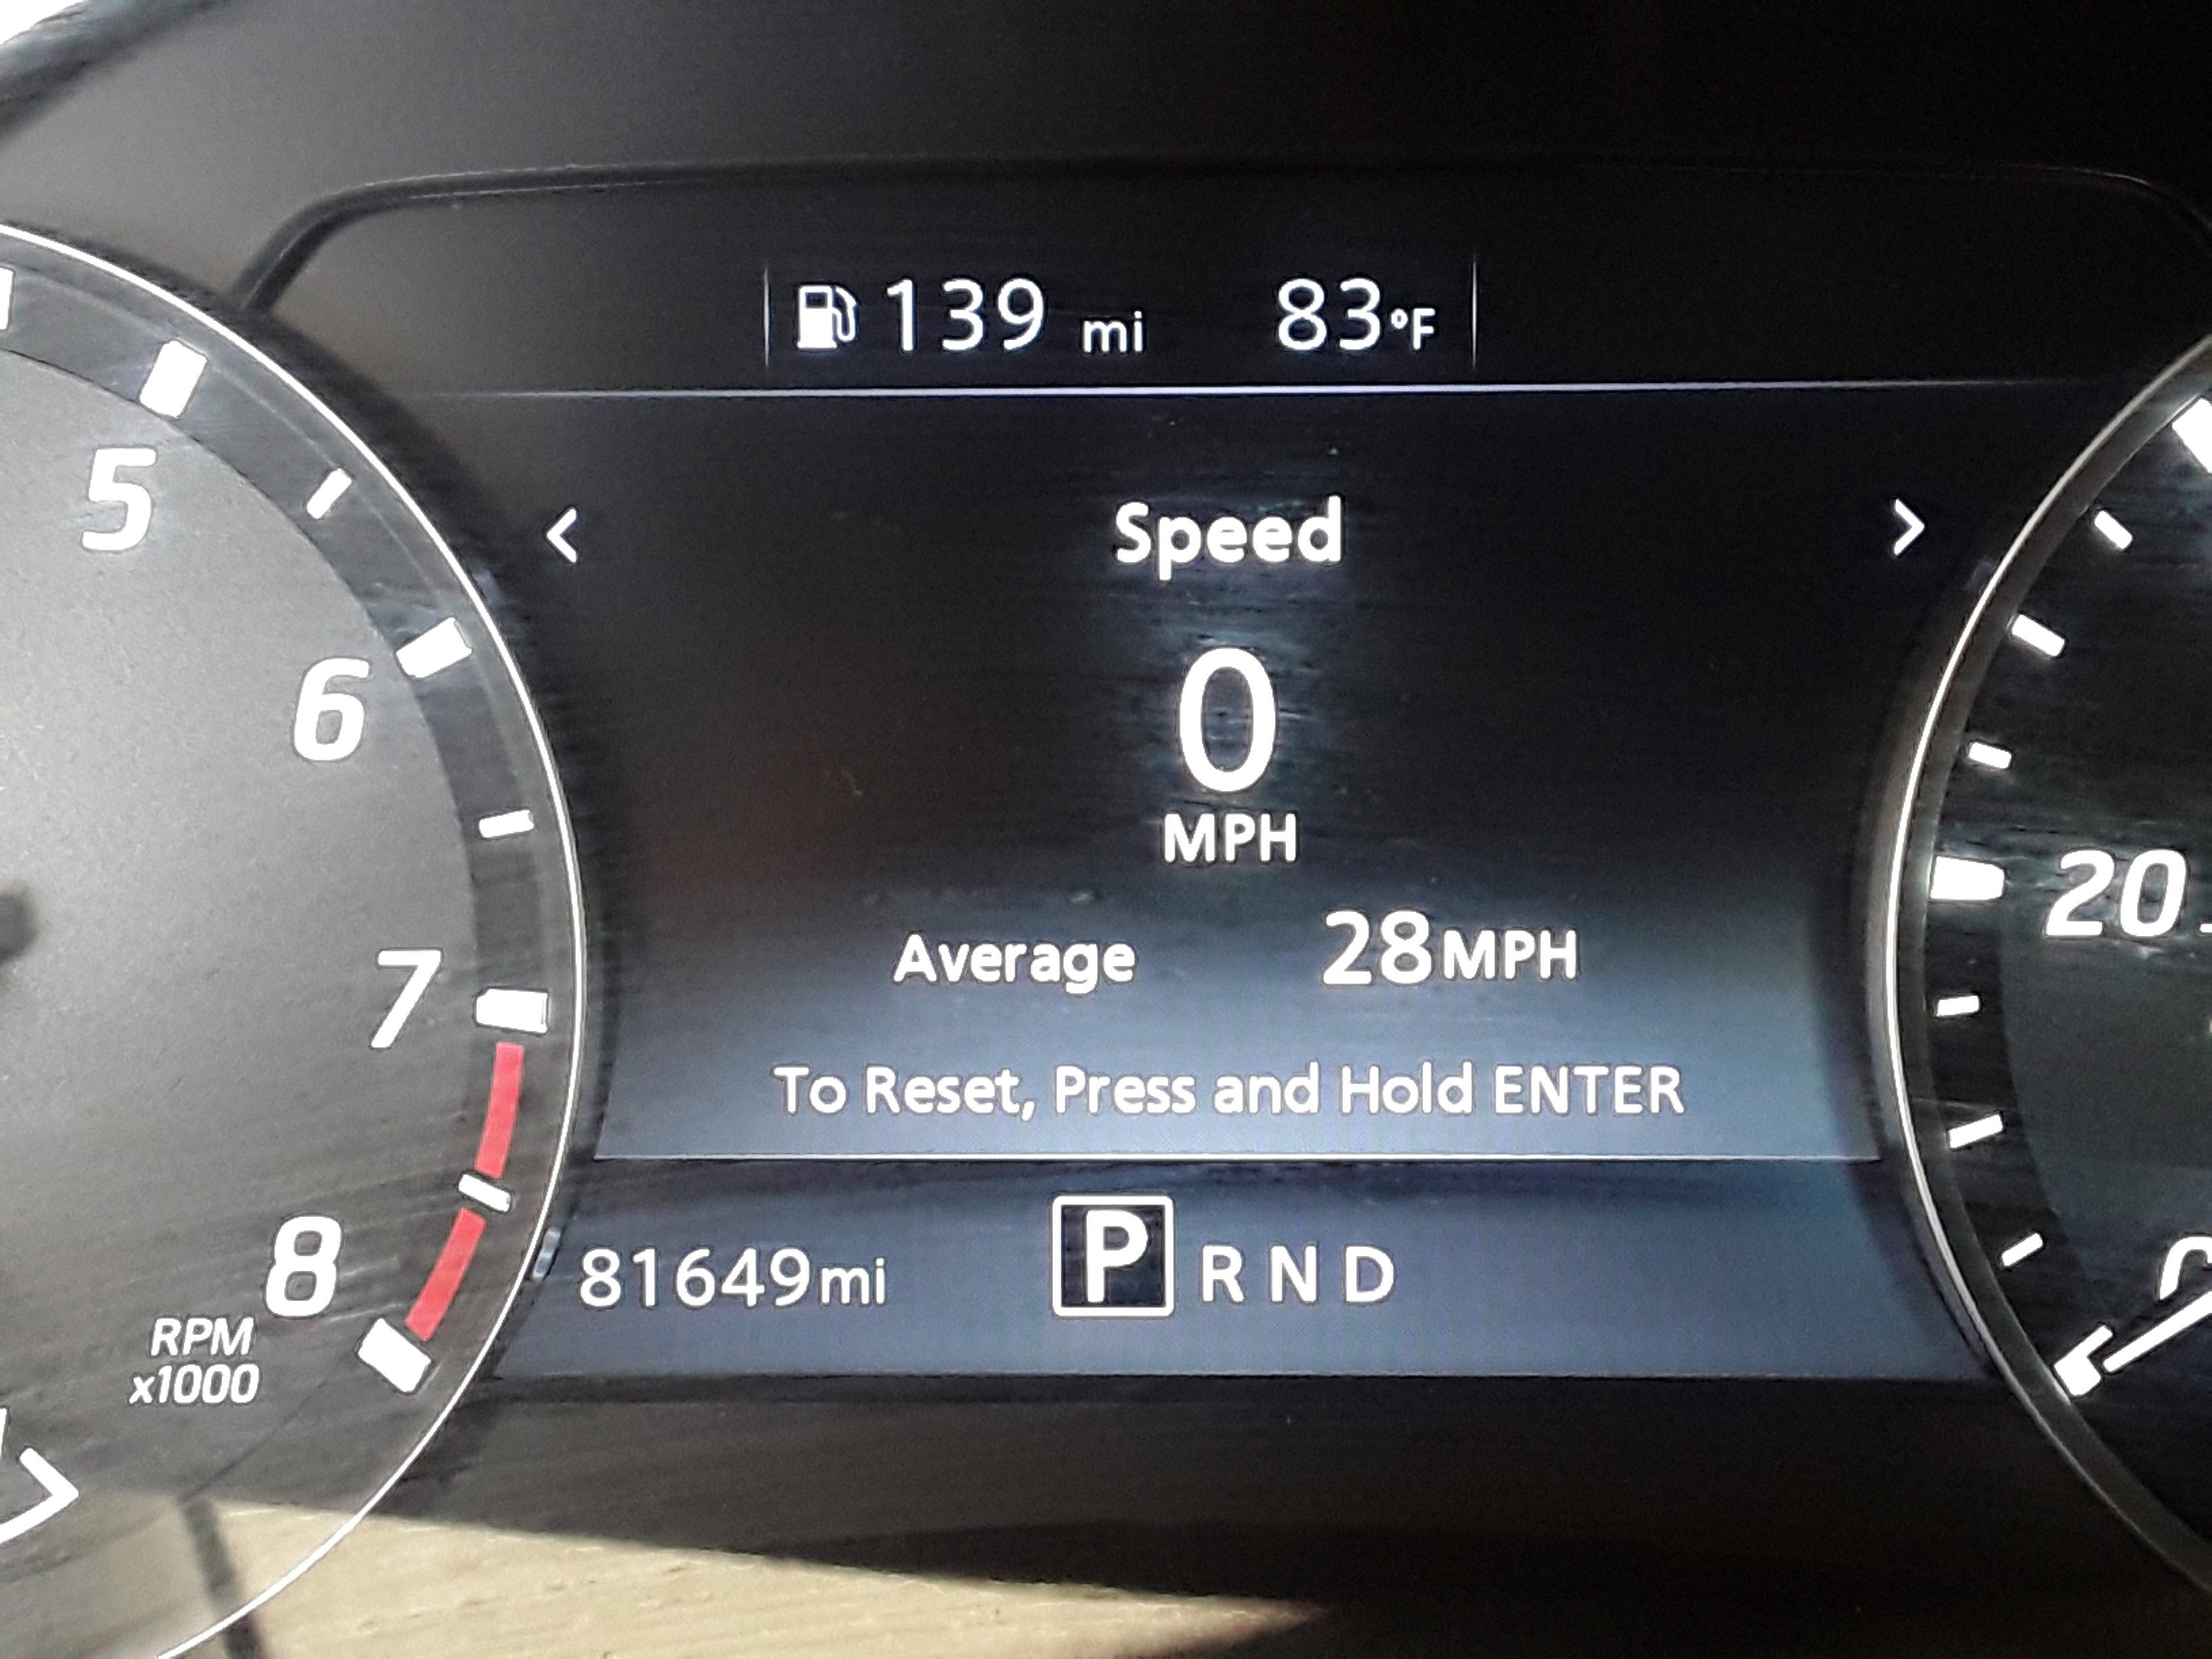 139 mi 83°F
< Speed >
0
MPH
Average 28MPH
To Reset, Press and Hold ENTER
81649mi P R N D
5
6
7
8
RPM
x1000
20
0